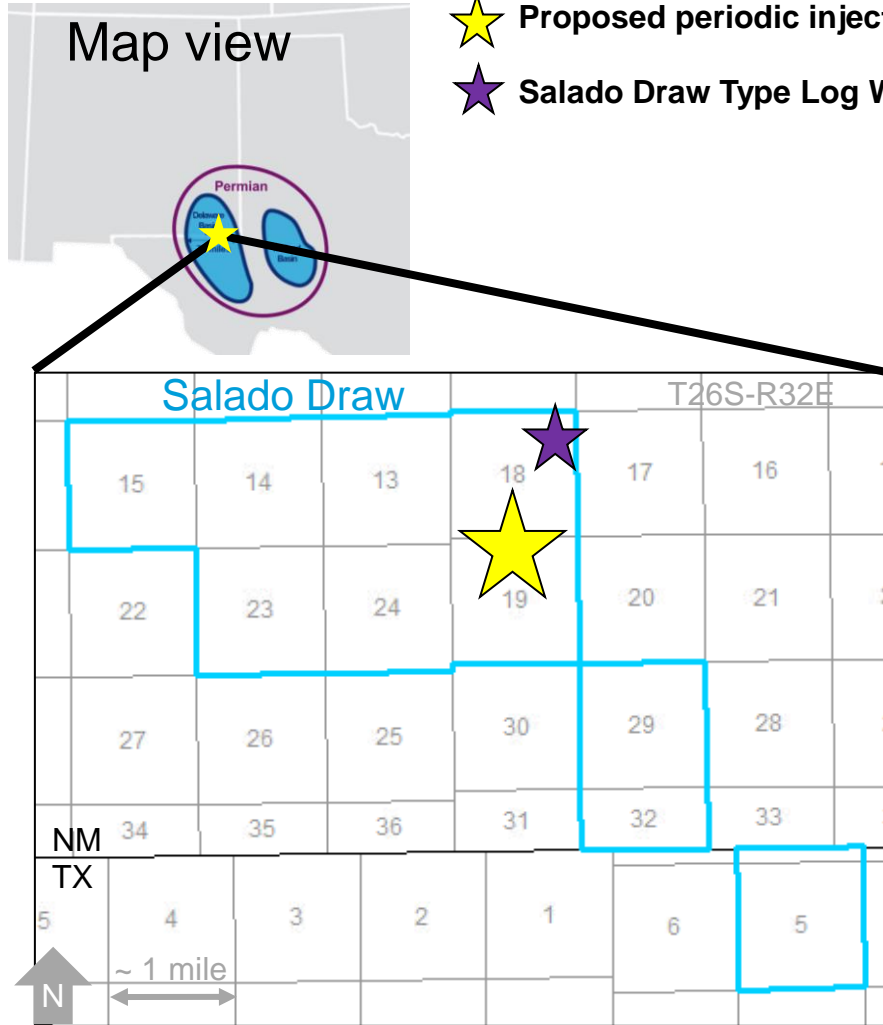 Map view
Proposed periodic inject
Salado Draw Type Log W
Permian
Delaware
Basin
Salado Draw
T26S-R32E
15 14 13 18 17 16
22 23 24 19 20 21
27 26 25 30 29 28
34 35 36 31 32 33
NM
TX
5 4 3 2 1 6 5
~ 1 mile
N